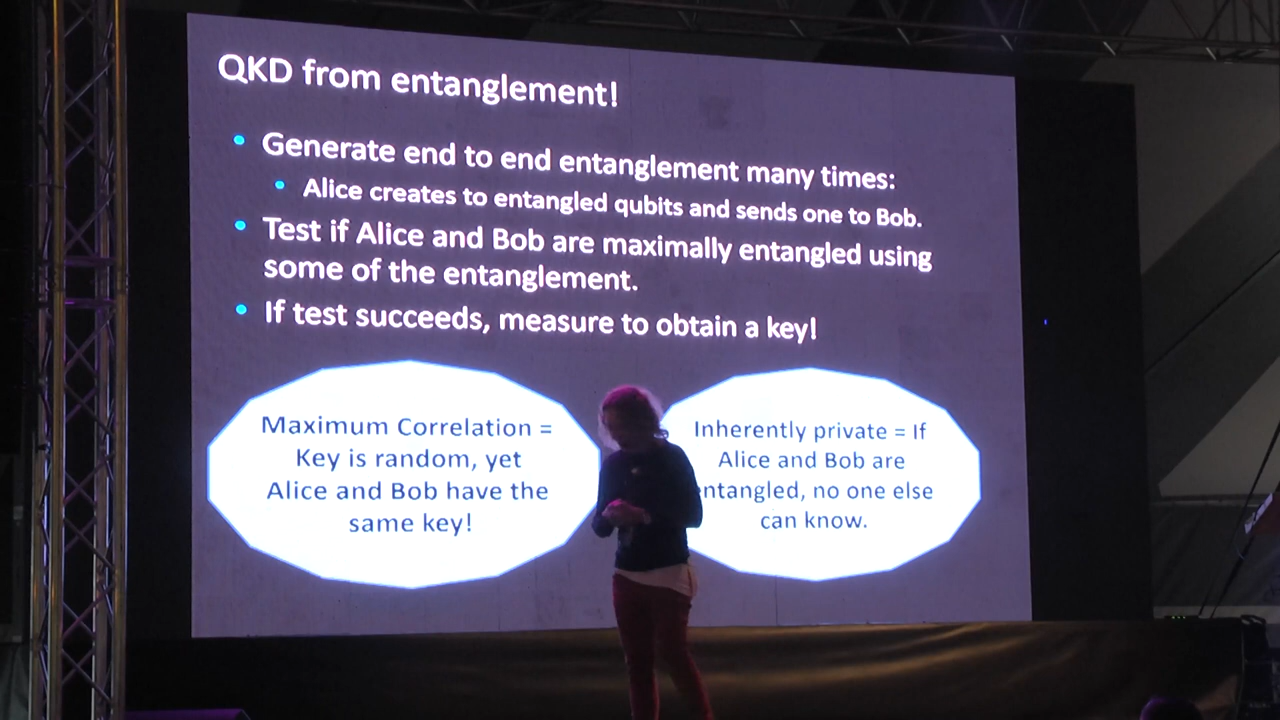 QKD from entanglement!
• Generate end to end entanglement many times:
• Alice creates to entangled qubits and sends one to Bob.
• Test if Alice and Bob are maximally entangled using
some of the entanglement.
• If test succeeds, measure to obtain a key!
Maximum Correlation =
Key is random, yet
Alice and Bob have the
same key!
Inherently private = If
Alice and Bob are
entangled, no one else
can know.